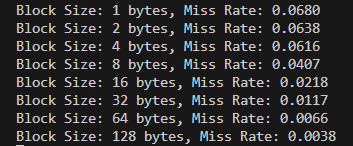 Block Size: 1 bytes, Miss Rate: 0.0680
Block Size: 2 bytes, Miss Rate: 0.0638
Block Size: 4 bytes, Miss Rate: 0.0616
Block Size: 8 bytes, Miss Rate: 0.0407
Block Size: 16 bytes, Miss Rate: 0.0218
Block Size: 32 bytes, Miss Rate: 0.0117
Block Size: 64 bytes, Miss Rate: 0.0066
Block Size: 128 bytes, Miss Rate: 0.0038